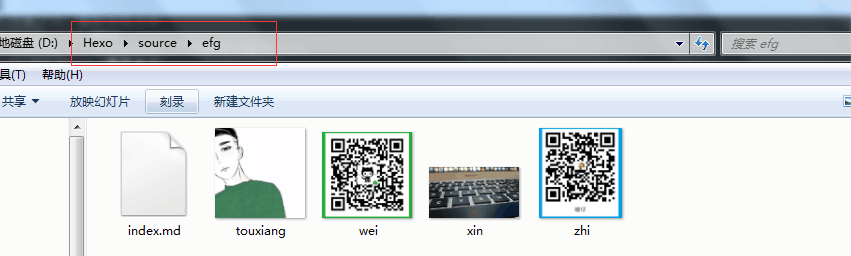 地磁盘 (D:) Hexo source efg 搜索 efg
具(T) 帮助(H)
共享 放映幻灯片 刻录 新建文件夹
index.md touxiang wei xin zhi